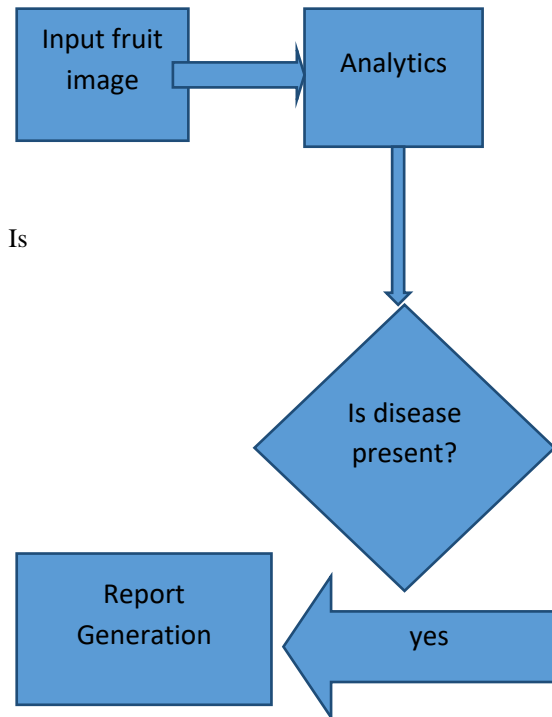 Input fruit
image
Analytics
Is
Is disease
present?
Report
Generation
yes